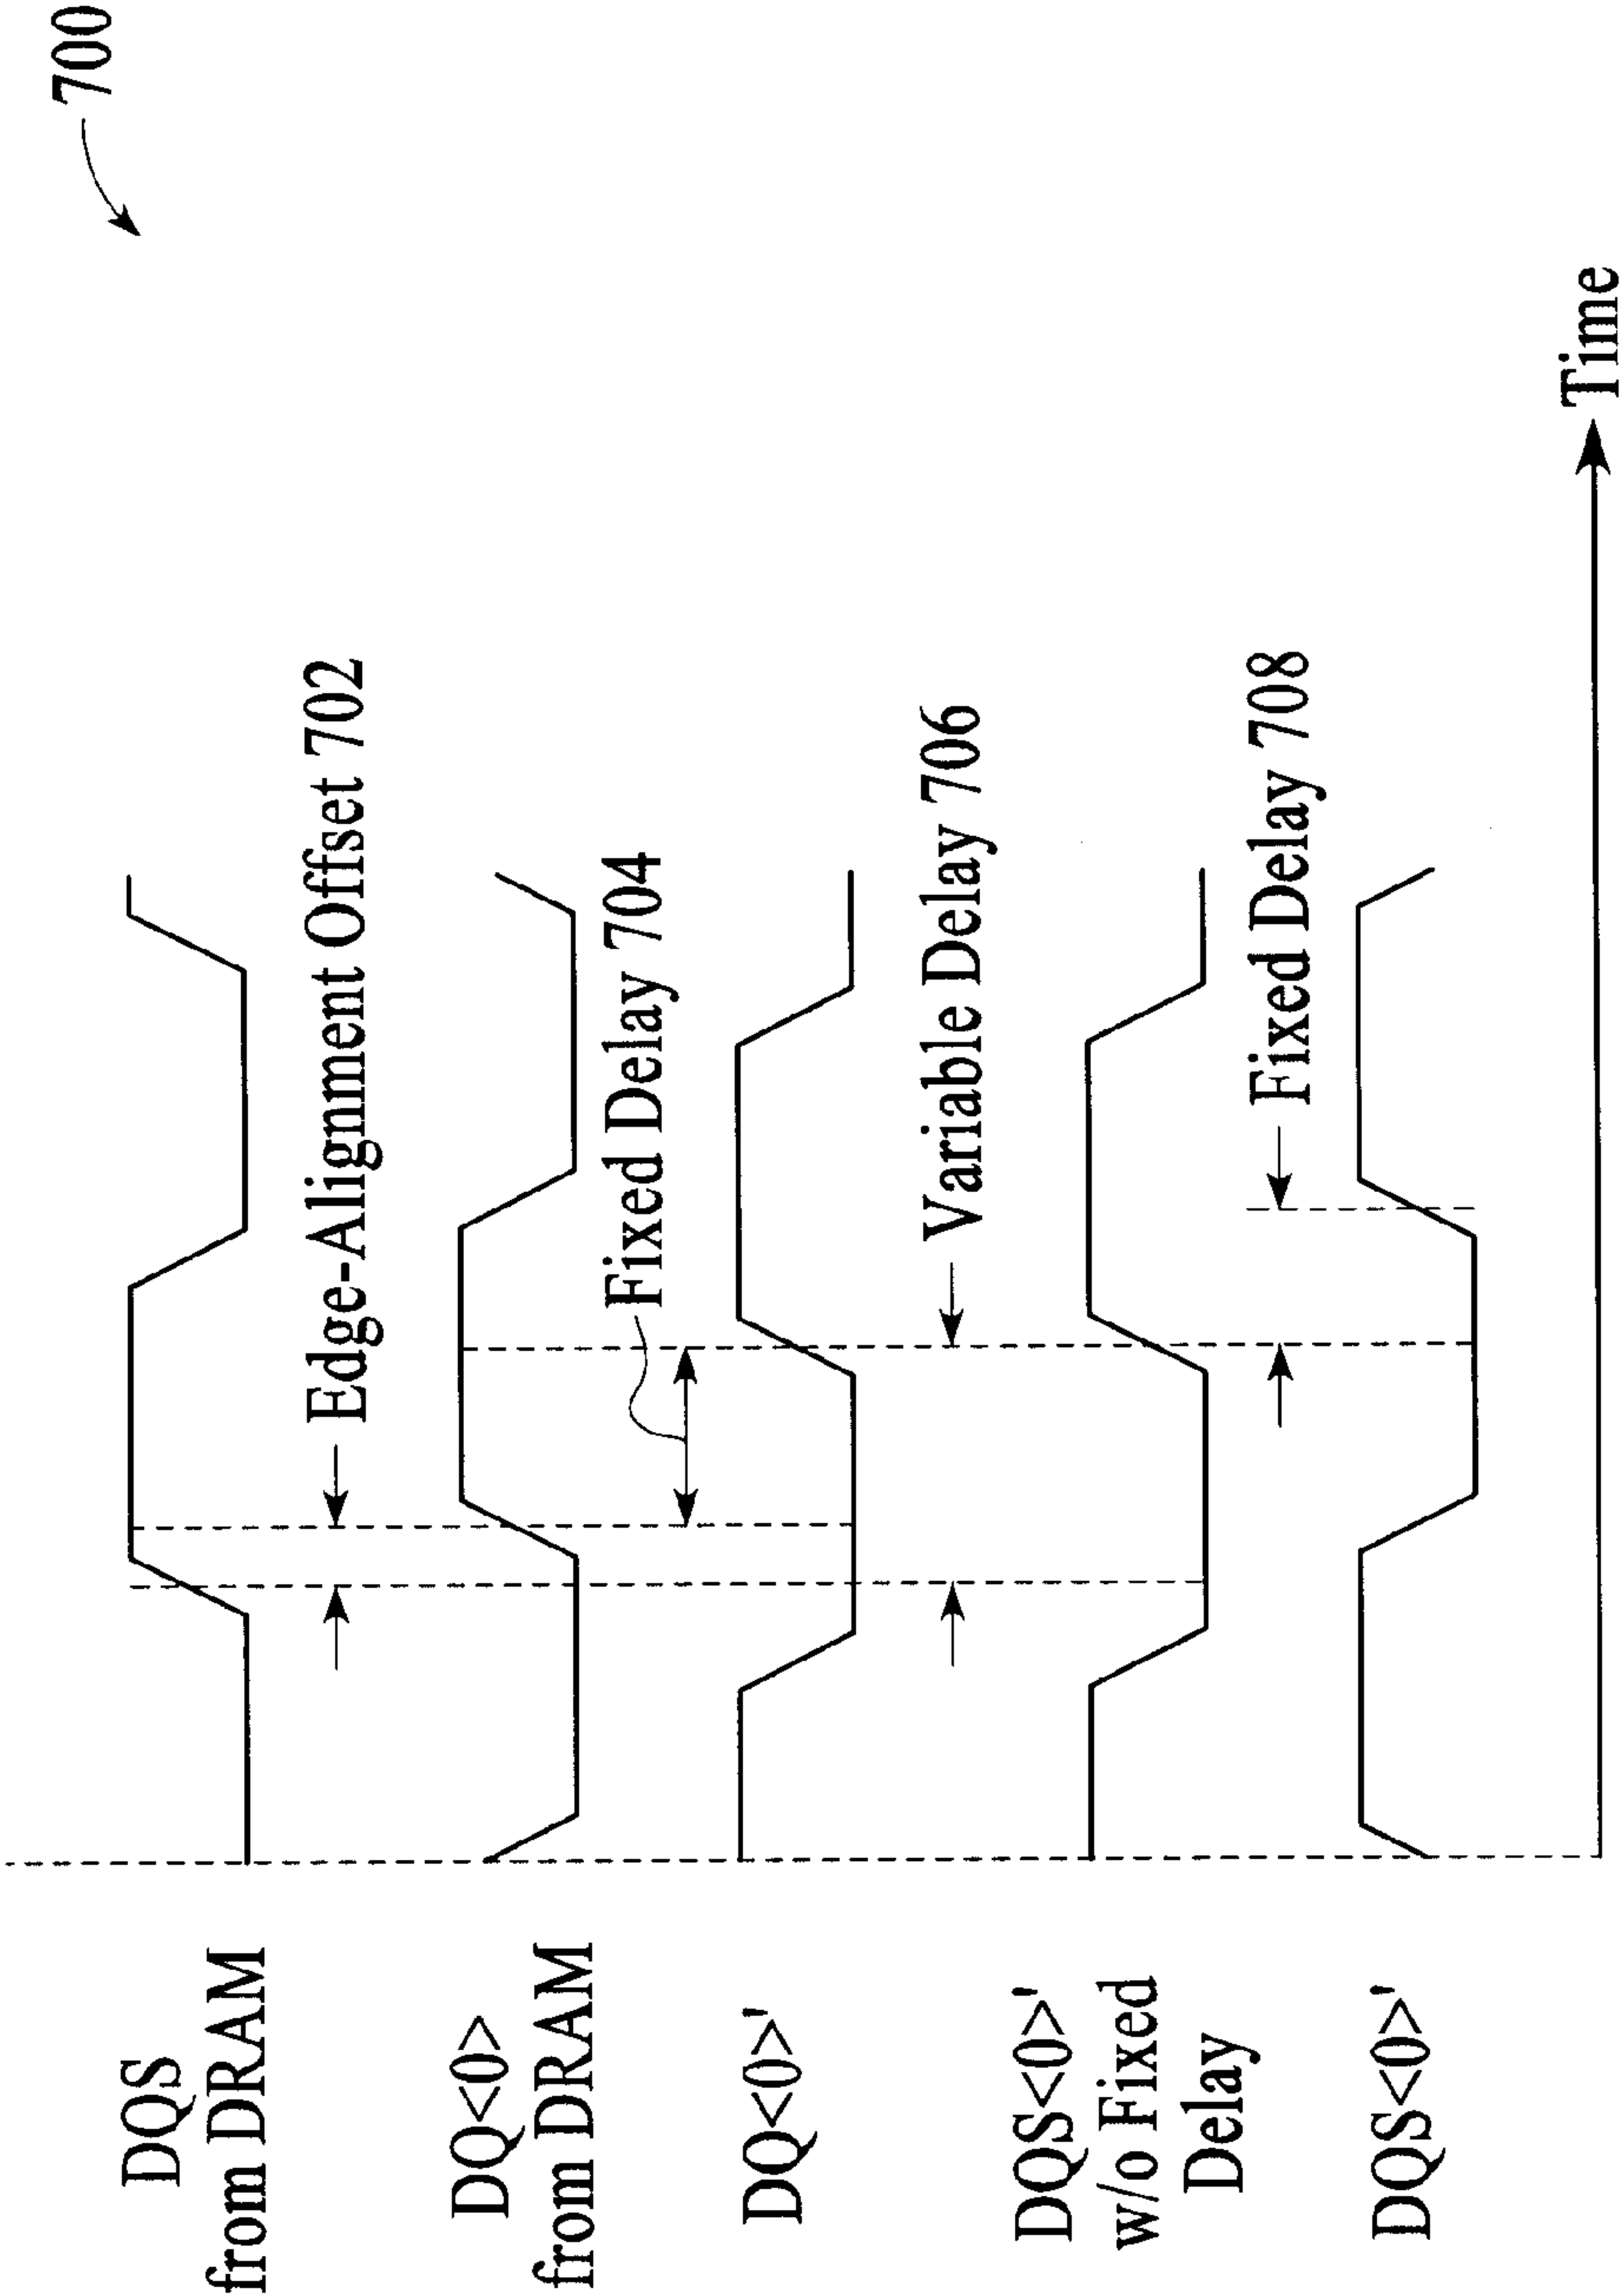 700
DQS
from DRAM
Edge-Alignment Offset 702
DQ<0>
from DRAM
Fixed Delay 704
DQ<0>'
Variable Delay 706
DQS<0>'
w/o Fixed
Delay
Fixed Delay 708
DQS<0>'
Time